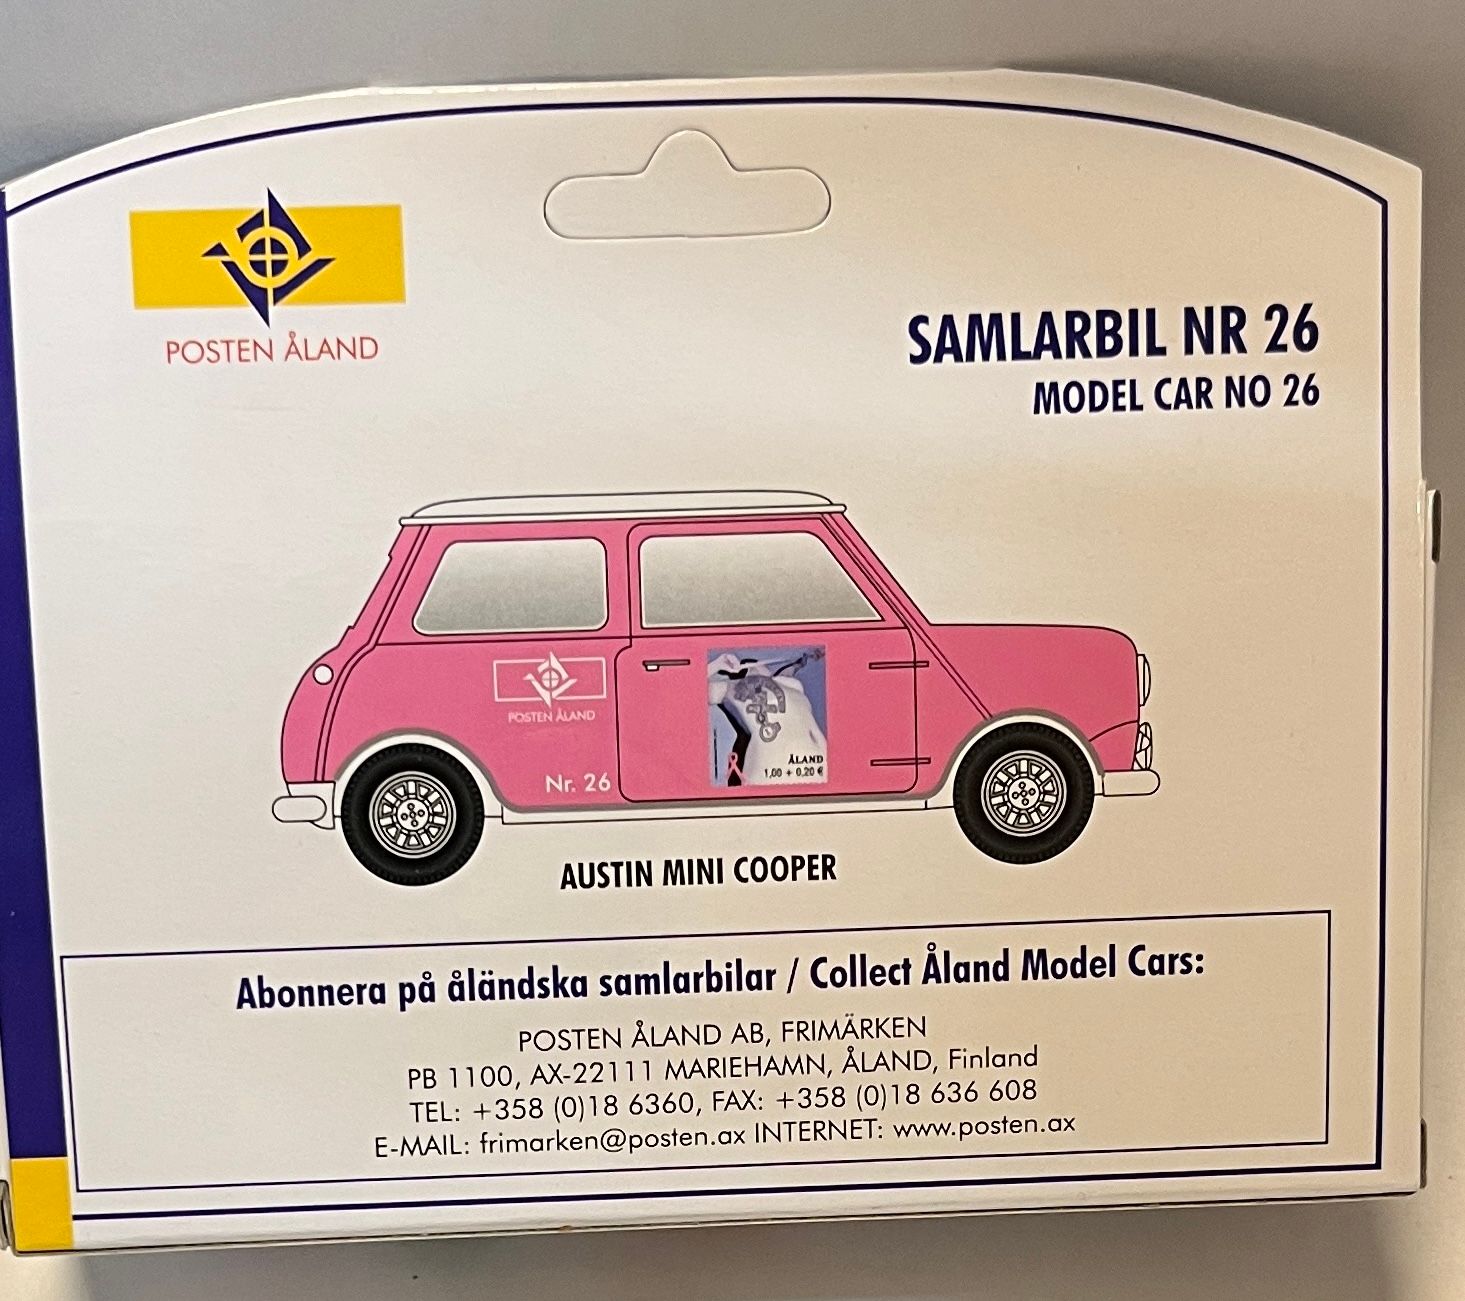 POSTEN ÅLAND
SAMLARBIL NR 26
MODEL CAR NO 26
POSTEN ÅLAND
Nr. 26
ÅLAND
1,00 + 0,20 €
AUSTIN MINI COOPER
Abonnera på åländska samlarbilar / Collect Åland Model Cars:
POSTEN ÅLAND AB, FRIMÄRKEN
PB 1100, AX-22111 MARIEHAMN, ÅLAND, Finland
TEL: +358 (0)18 6360, FAX: +358 (0)18 636 608
E-MAIL: frimarken@posten.ax INTERNET: www.posten.ax